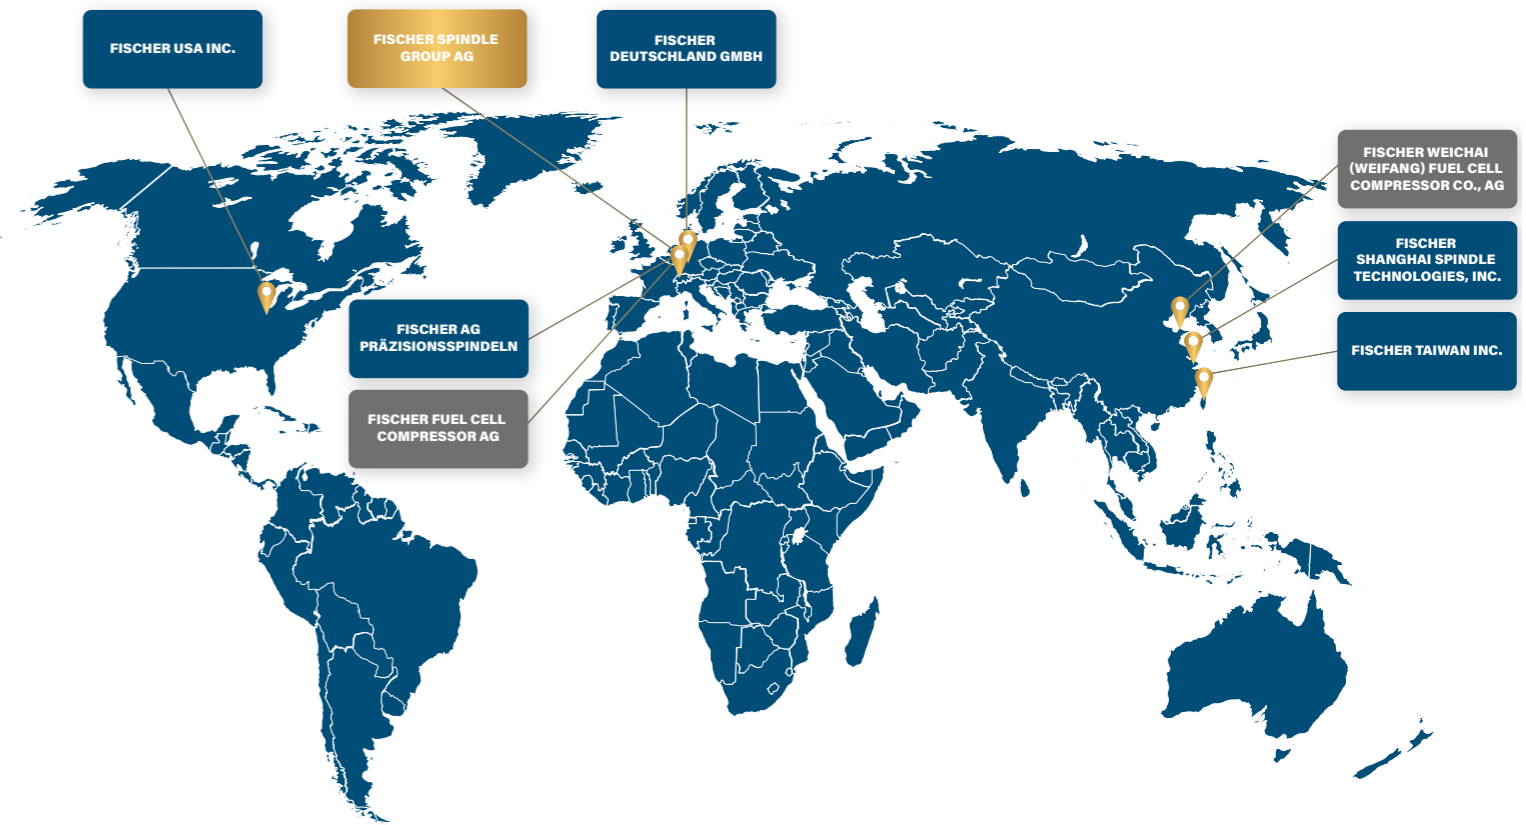 FISCHER USA INC.
FISCHER SPINDLE
GROUP AG
FISCHER
DEUTSCHLAND GMBH
FISCHER WEICHAI
(WEIFANG) FUEL CELL
COMPRESSOR CO., AG
FISCHER
SHANGHAI SPINDLE
TECHNOLOGIES, INC.
FISCHER AG
PRÄZISIONSSPINDELN
FISCHER TAIWAN INC.
FISCHER FUEL CELL
COMPRESSOR AG